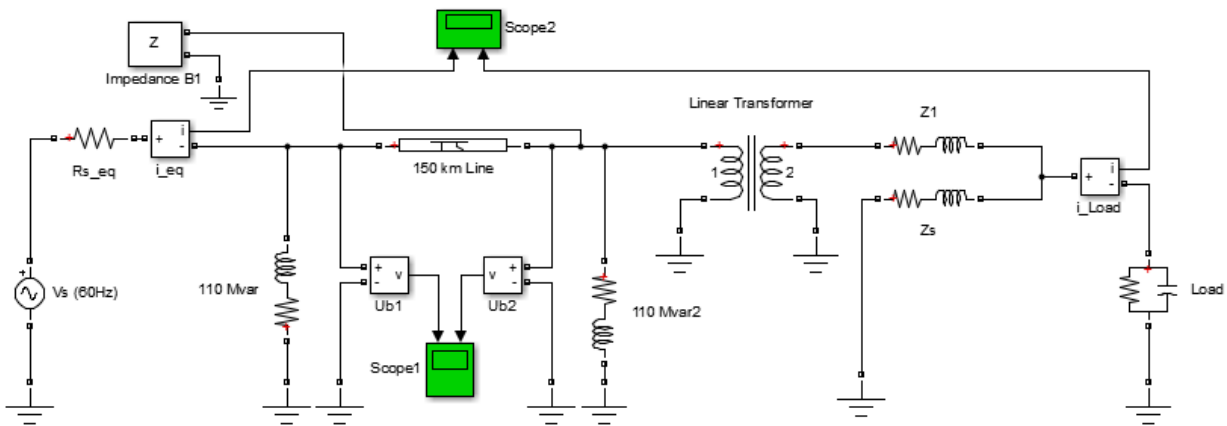 Scope2
Z
Impedance B1
Linear Transformer
Z1
+
i
-
Rs_eq
i_eq
150 km Line
1
2
+
i
-
i_Load
Zs
+
Vs (60Hz)
110 Mvar
+
-
v
Ub1
v
+
-
Ub2
110 Mvar2
Load
Scope1